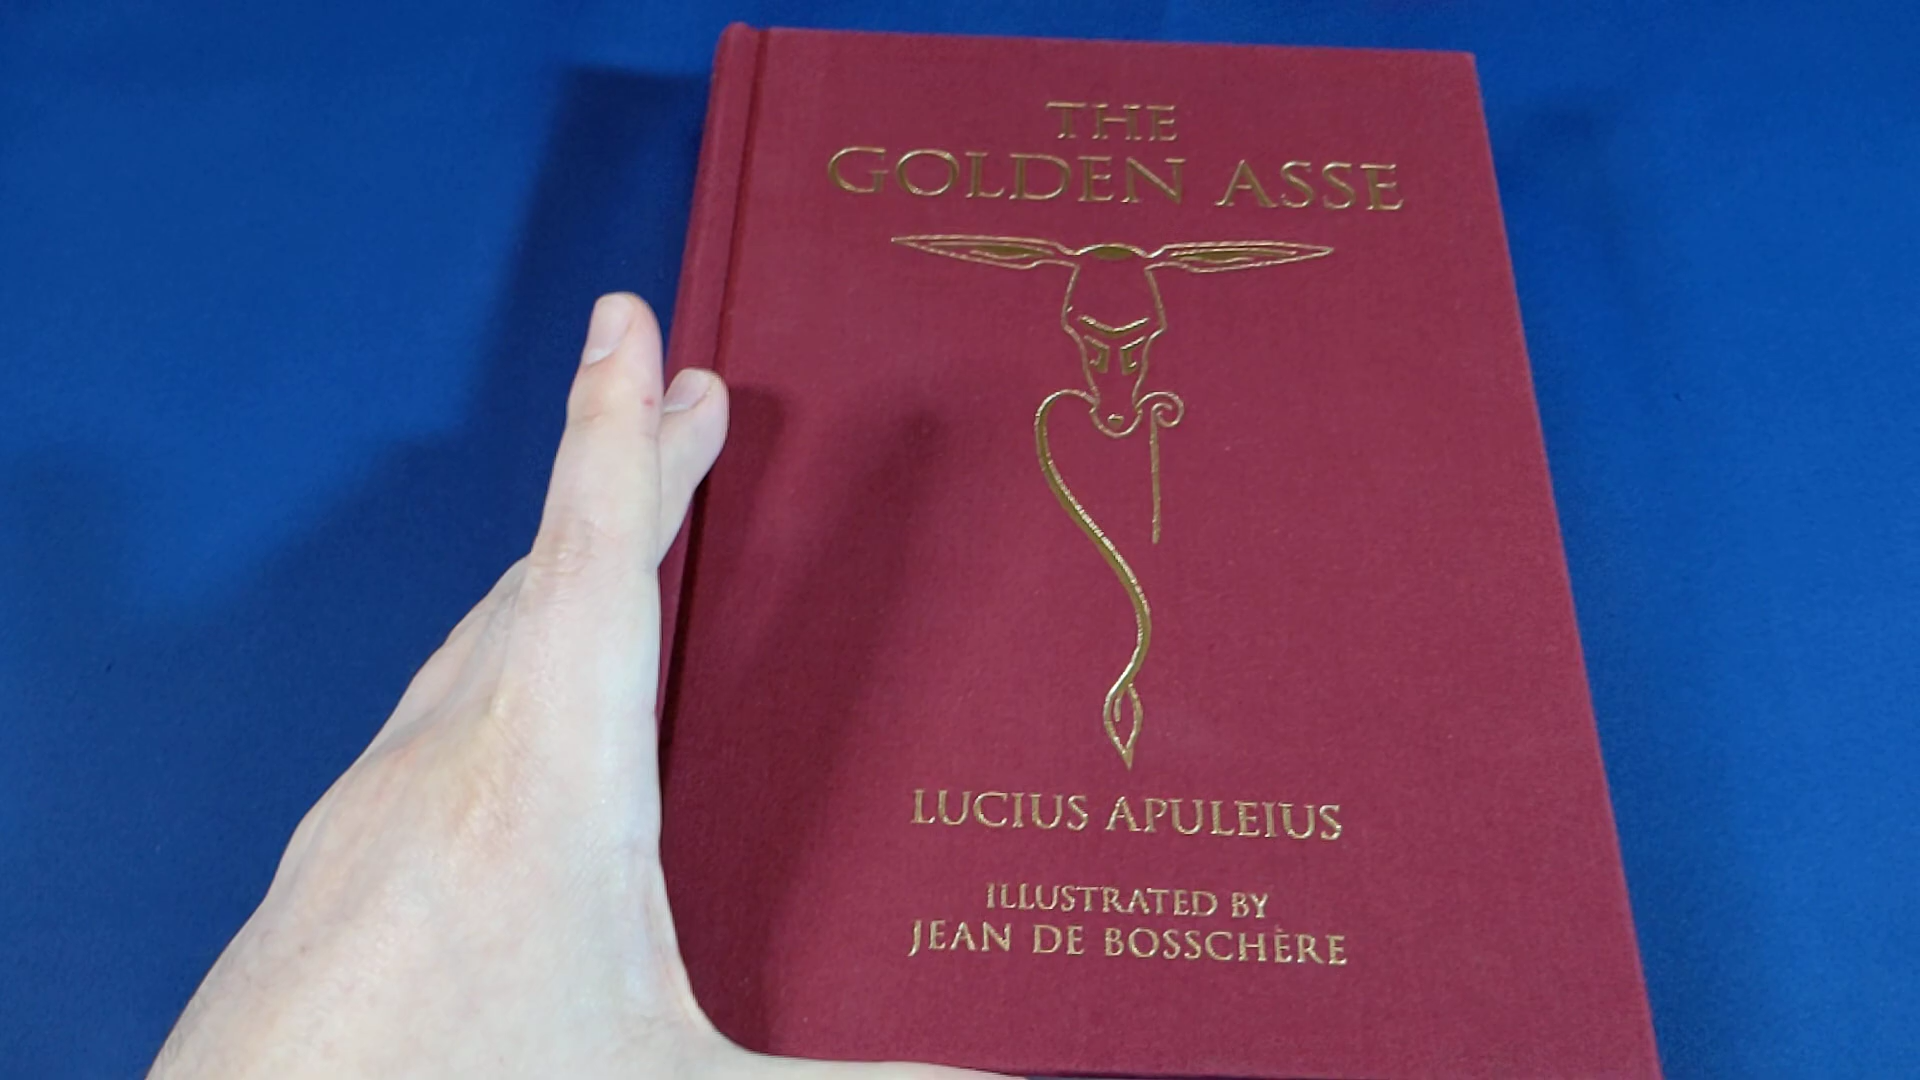 THE
GOLDEN ASSE
LUCIUS APULEIUS
ILLUSTRATED BY
JEAN DE BOSSCHÈRE